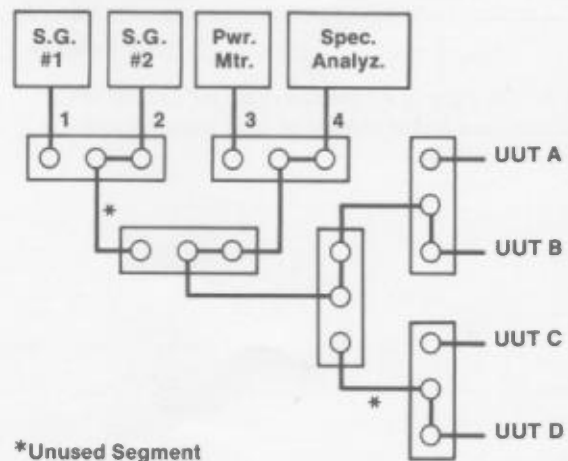 S.G.
#1
S.G.
#2
Pwr.
Mtr.
Spec.
Analyz.
1
2
3
4
UUT A
*
UUT B
UUT C
*
UUT D
*Unused Segment